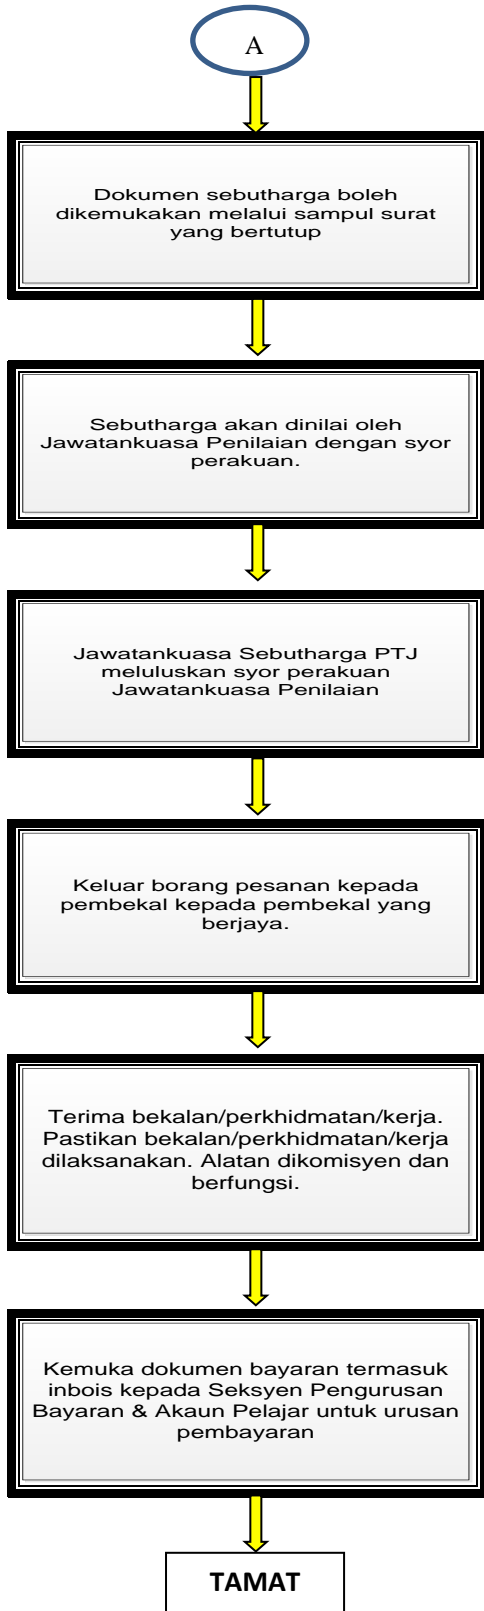 A
Dokumen sebutharga boleh
dikemukakan melalui sampul surat
yang bertutup
Sebutharga akan dinilai oleh
Jawatankuasa Penilaian dengan syor
perakuan.
Jawatankuasa Sebutharga PTJ
meluluskan syor perakuan
Jawatankuasa Penilaian
Keluar borang pesanan kepada
pembekal kepada pembekal yang
berjaya.
Terima bekalan/perkhidmatan/kerja.
Pastikan bekalan/perkhidmatan/kerja
dilaksanakan. Alatan dikomisyen dan
berfungsi.
Kemuka dokumen bayaran termasuk
inbois kepada Seksyen Pengurusan
Bayaran & Akaun Pelajar untuk urusan
pembayaran
TAMAT